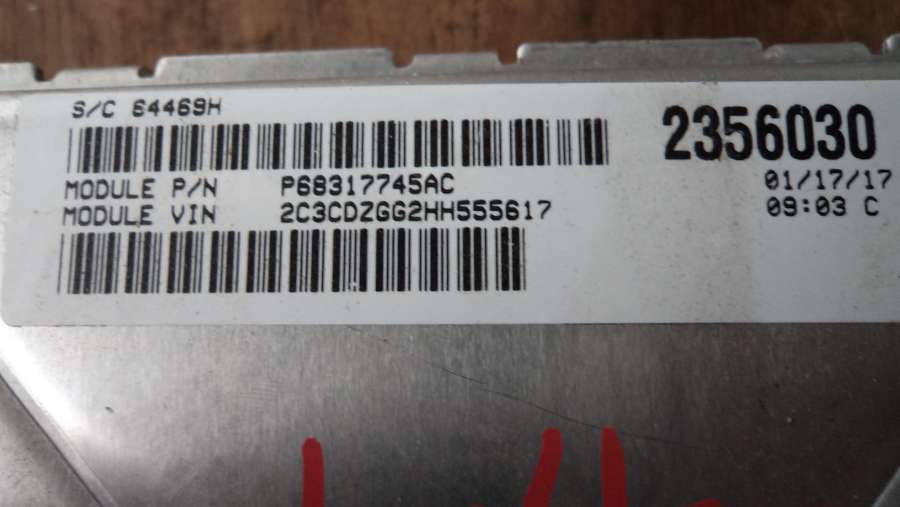 S/C 64469H
2356030
MODULE P/N P68317745AC
01/17/17
MODULE VIN 2C3CDZGG2HH555617
09:03 C